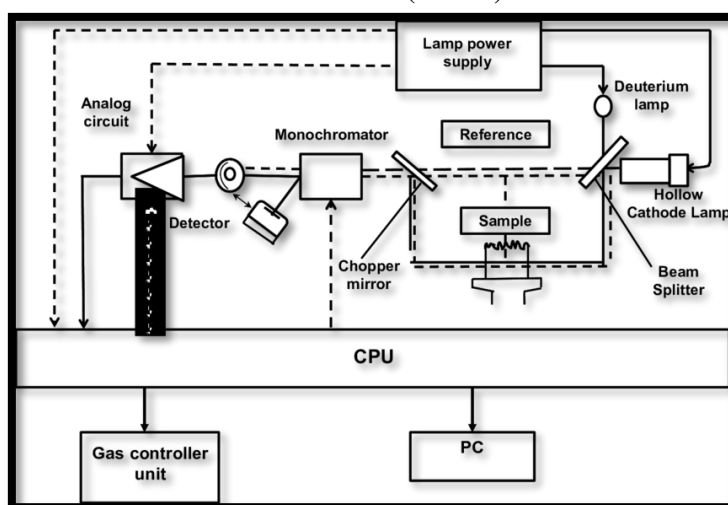 Lamp power
supply
Deuterium
lamp
Analog
circuit
Monochromator
Reference
Hollow
Cathode Lamp
Detector
Sample
Chopper
mirror
Beam
Splitter
CPU
Gas controller
unit
PC